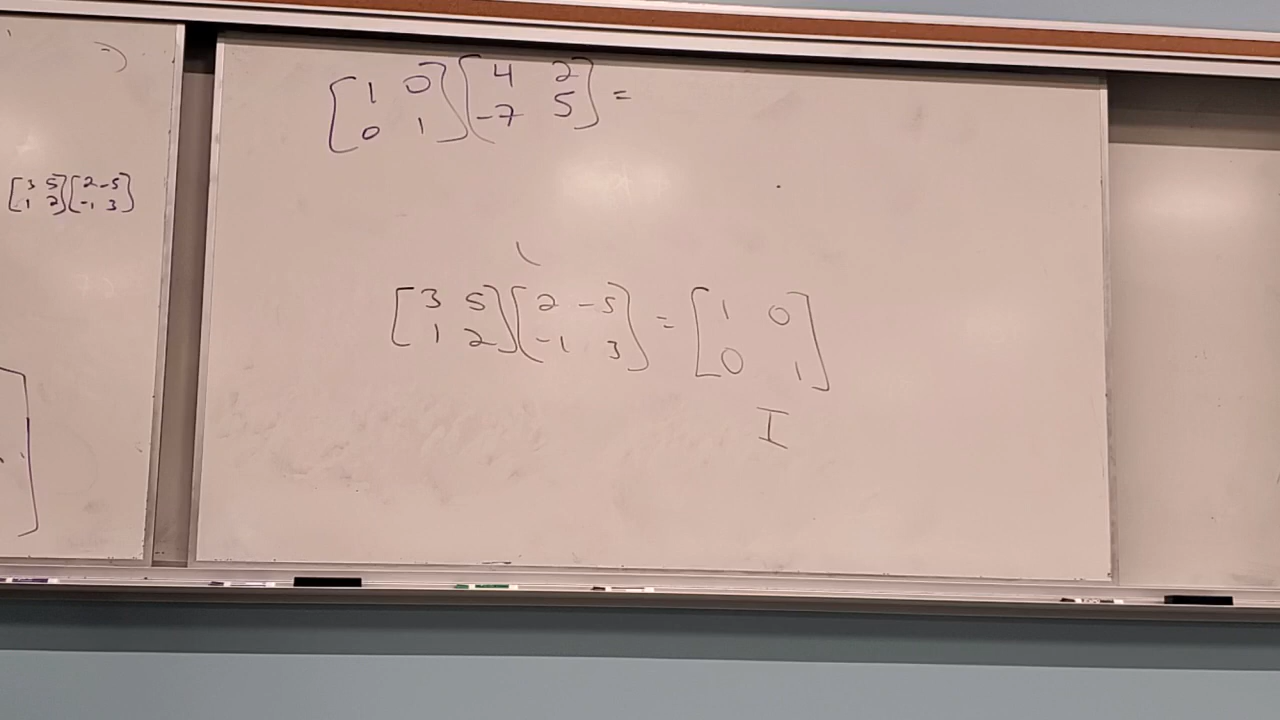 [1 0] [4 2] =
[0 1] [-7 5]
[3 5] [2 -5]
[1 2] [-1 3]
[3 5] [2 -5] = [1 0]
[1 2] [-1 3] [0 1]
I